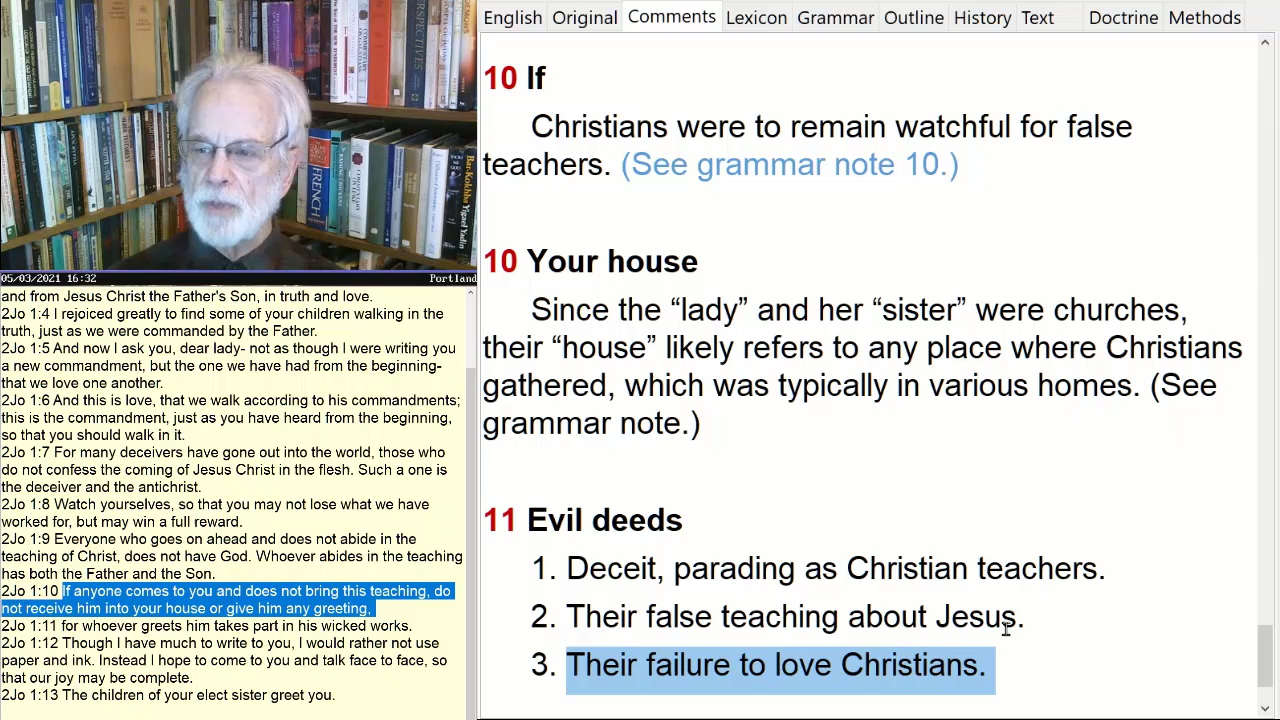 English Original Comments Lexicon Grammar Outline History Text Doctrine Methods
PERSPECTIVES
FRENCH
Bar-Kokhba Yigael Yadin
05/03/2021 16:32 Portland
and from Jesus Christ the Father's Son, in truth and love.
2Jo 1:4 I rejoiced greatly to find some of your children walking in the
truth, just as we were commanded by the Father.
2Jo 1:5 And now I ask you, dear lady- not as though I were writing you
a new commandment, but the one we have had from the beginning-
that we love one another.
2Jo 1:6 And this is love, that we walk according to his commandments;
this is the commandment, just as you have heard from the beginning,
so that you should walk in it.
2Jo 1:7 For many deceivers have gone out into the world, those who
do not confess the coming of Jesus Christ in the flesh. Such a one is
the deceiver and the antichrist.
2Jo 1:8 Watch yourselves, so that you may not lose what we have
worked for, but may win a full reward.
2Jo 1:9 Everyone who goes on ahead and does not abide in the
teaching of Christ, does not have God. Whoever abides in the teaching
has both the Father and the Son.
2Jo 1:10 If anyone comes to you and does not bring this teaching, do
not receive him into your house or give him any greeting,
2Jo 1:11 for whoever greets him takes part in his wicked works.
2Jo 1:12 Though I have much to write to you, I would rather not use
paper and ink. Instead I hope to come to you and talk face to face, so
that our joy may be complete.
2Jo 1:13 The children of your elect sister greet you.
10 If
Christians were to remain watchful for false
teachers. (See grammar note 10.)
10 Your house
Since the “lady” and her “sister” were churches,
their “house” likely refers to any place where Christians
gathered, which was typically in various homes. (See
grammar note.)
11 Evil deeds
1. Deceit, parading as Christian teachers.
2. Their false teaching about Jesus.
3. Their failure to love Christians.